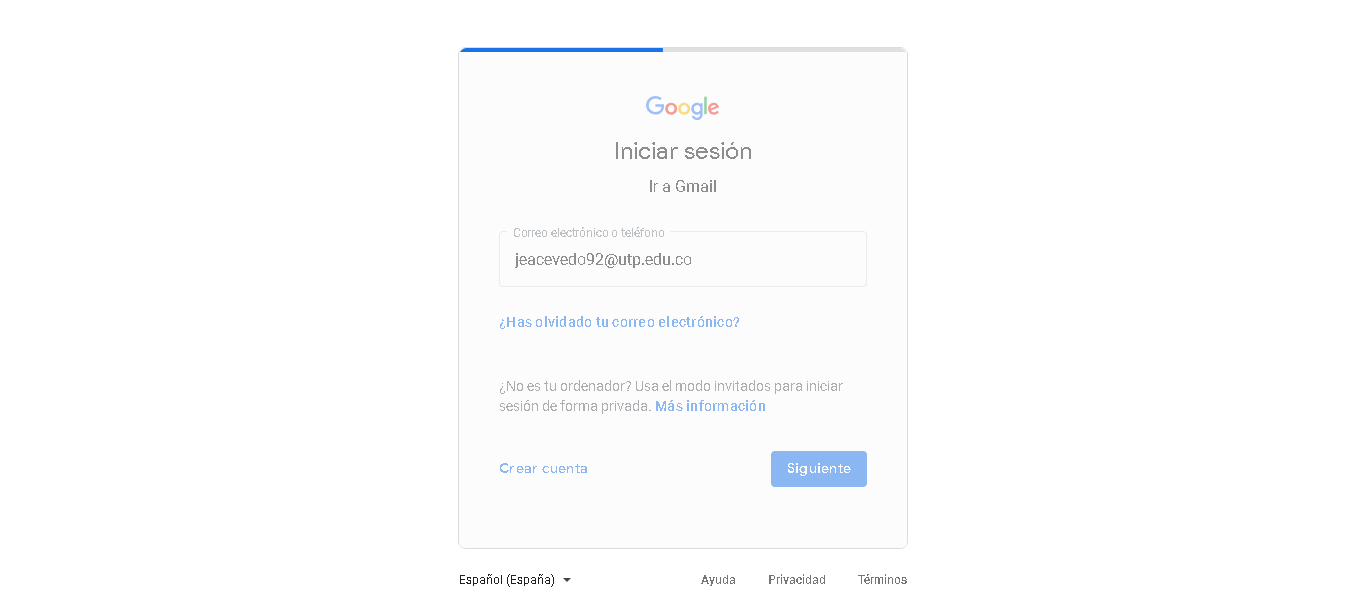 Google
Iniciar sesión
Ir a Gmail
Correo electrónico o teléfono
jeacevedo92@utp.edu.co
¿Has olvidado tu correo electrónico?
¿No es tu ordenador? Usa el modo invitados para iniciar
sesión de forma privada. Más información
Crear cuenta Siguiente
Español (España) Ayuda Privacidad Términos